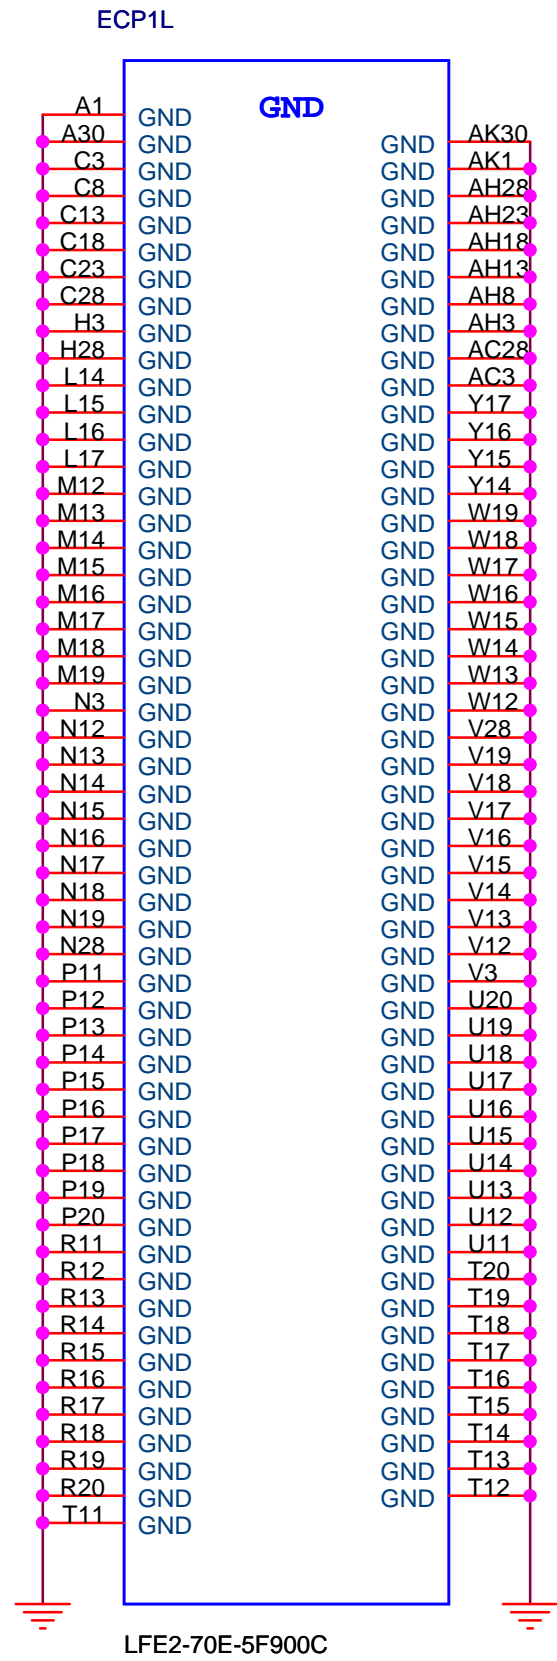 ECP1L
GND
A1 GND
A30 GND GND AK30
C3 GND GND AK1
C8 GND GND AH28
C13 GND GND AH23
C18 GND GND AH18
C23 GND GND AH13
C28 GND GND AH8
H3 GND GND AH3
H28 GND GND AC28
L14 GND GND AC3
L15 GND GND Y17
L16 GND GND Y16
L17 GND GND Y15
M12 GND GND Y14
M13 GND GND W19
M14 GND GND W18
M15 GND GND W17
M16 GND GND W16
M17 GND GND W15
M18 GND GND W14
M19 GND GND W13
N3 GND GND W12
N12 GND GND V28
N13 GND GND V19
N14 GND GND V18
N15 GND GND V17
N16 GND GND V16
N17 GND GND V15
N18 GND GND V14
N19 GND GND V13
N28 GND GND V12
P11 GND GND V3
P12 GND GND U20
P13 GND GND U19
P14 GND GND U18
P15 GND GND U17
P16 GND GND U16
P17 GND GND U15
P18 GND GND U14
P19 GND GND U13
P20 GND GND U12
R11 GND GND U11
R12 GND GND T20
R13 GND GND T19
R14 GND GND T18
R15 GND GND T17
R16 GND GND T16
R17 GND GND T15
R18 GND GND T14
R19 GND GND T13
R20 GND GND T12
T11 GND
LFE2-70E-5F900C